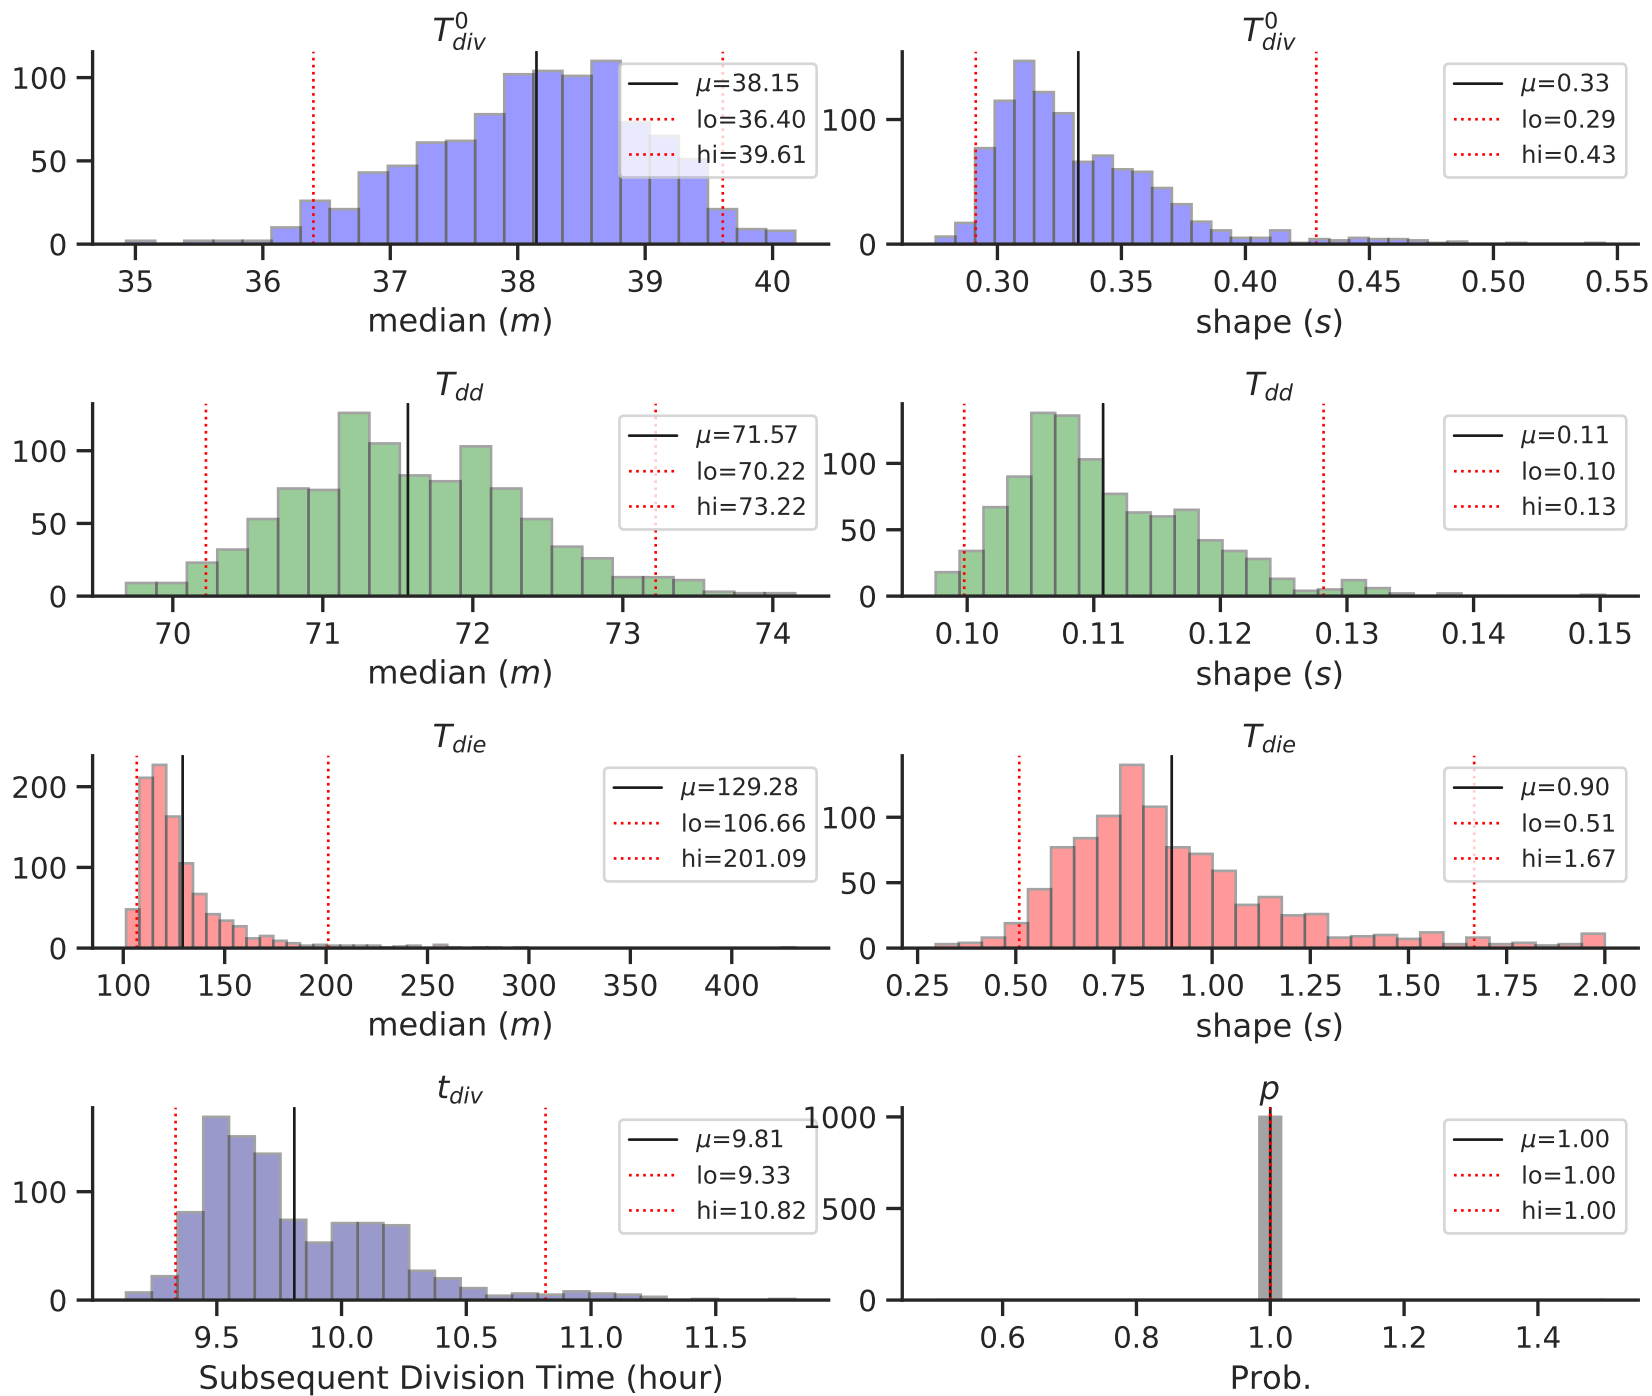 T⁰div
100
50
0
μ=38.15
lo=36.40
hi=39.61
35 36 37 38 39 40
median (m)
T⁰div
100
0
μ=0.33
lo=0.29
hi=0.43
0.30 0.35 0.40 0.45 0.50 0.55
shape (s)
Tdd
100
50
0
μ=71.57
lo=70.22
hi=73.22
70 71 72 73 74
median (m)
Tdd
100
50
0
μ=0.11
lo=0.10
hi=0.13
0.10 0.11 0.12 0.13 0.14 0.15
shape (s)
Tdie
200
100
0
μ=129.28
lo=106.66
hi=201.09
100 150 200 250 300 350 400
median (m)
Tdie
100
50
0
μ=0.90
lo=0.51
hi=1.67
0.25 0.50 0.75 1.00 1.25 1.50 1.75 2.00
shape (s)
tdiv
100
0
μ=9.81
lo=9.33
hi=10.82
9.5 10.0 10.5 11.0 11.5
Subsequent Division Time (hour)
p
1000
500
0
μ=1.00
lo=1.00
hi=1.00
0.6 0.8 1.0 1.2 1.4
Prob.